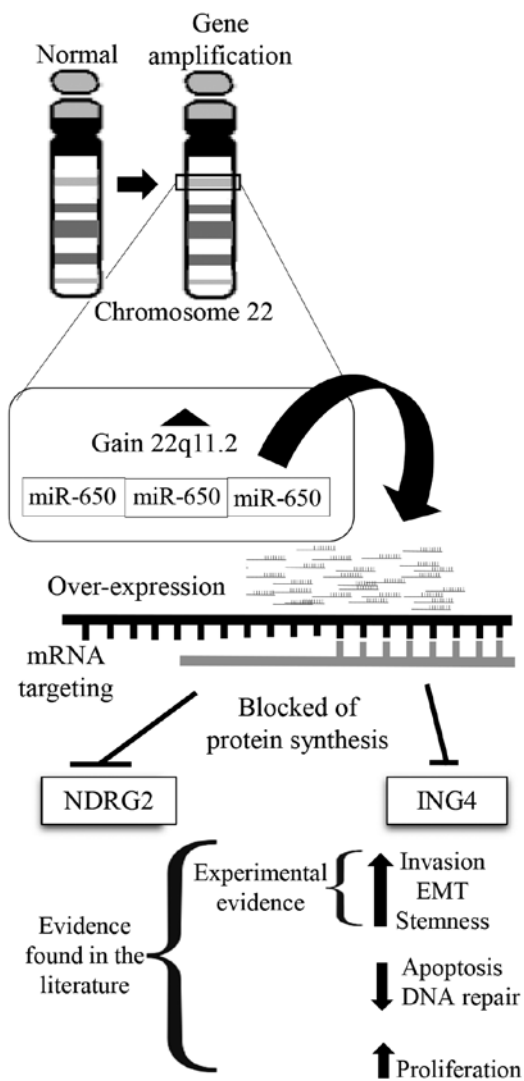 Normal
Gene
amplification
Chromosome 22
Gain 22q11.2
miR-650 miR-650 miR-650
Over-expression
mRNA
targeting
Blocked of
protein synthesis
NDRG2
ING4
Evidence
found in the
literature
Experimental
evidence
Invasion
EMT
Stemness
Apoptosis
DNA repair
Proliferation